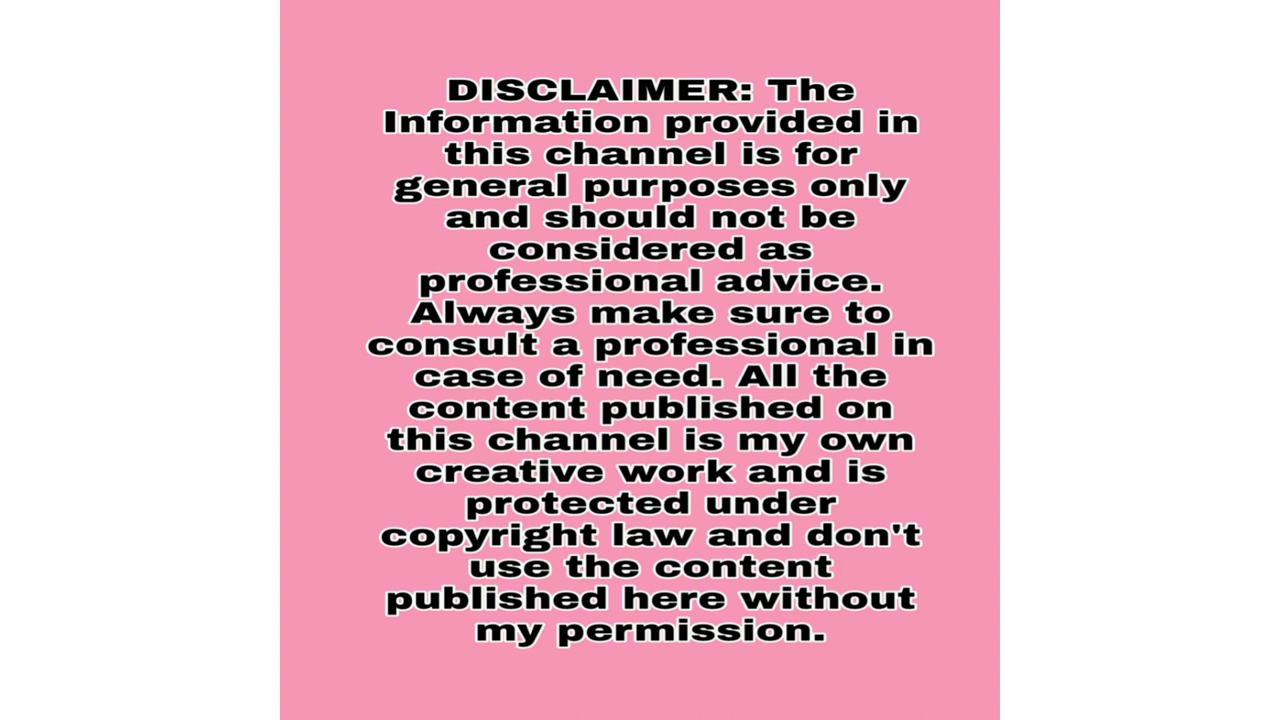 DISCLAIMER: The
Information provided in
this channel is for
general purposes only
and should not be
considered as
professional advice.
Always make sure to
consult a professional in
case of need. All the
content published on
this channel is my own
creative work and is
protected under
copyright law and don't
use the content
published here without
my permission.